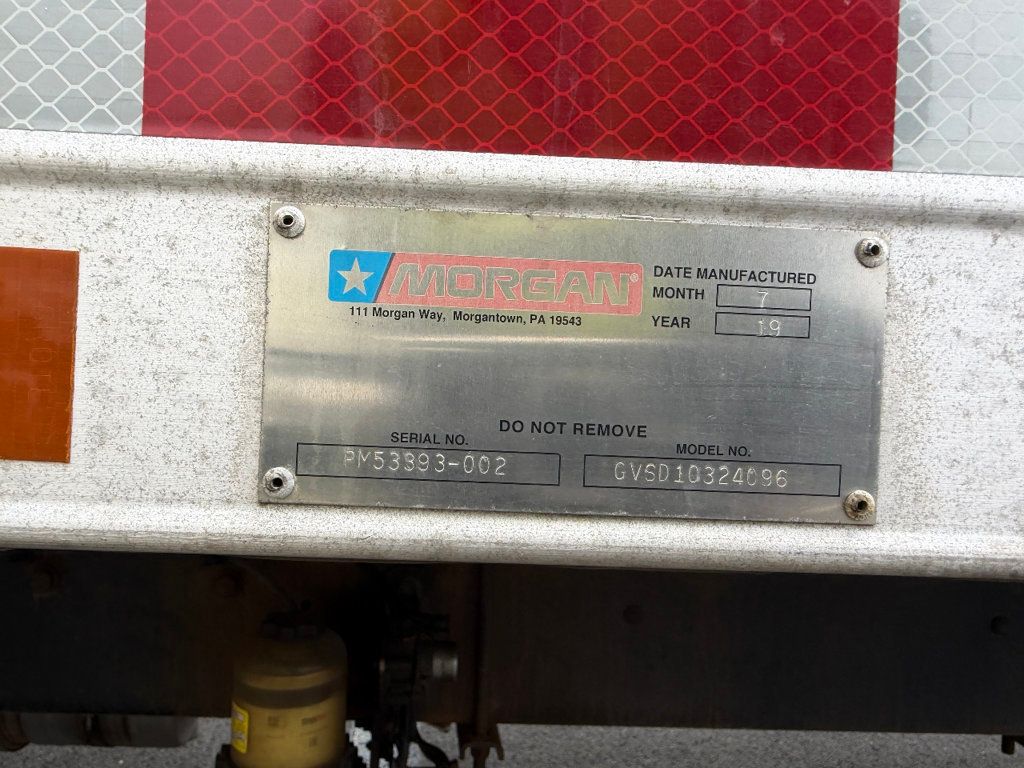 MORGAN®
111 Morgan Way, Morgantown, PA 19543
DATE MANUFACTURED
MONTH 7
YEAR 19
DO NOT REMOVE
SERIAL NO.
PM53393-002
MODEL NO.
GVSD10324096